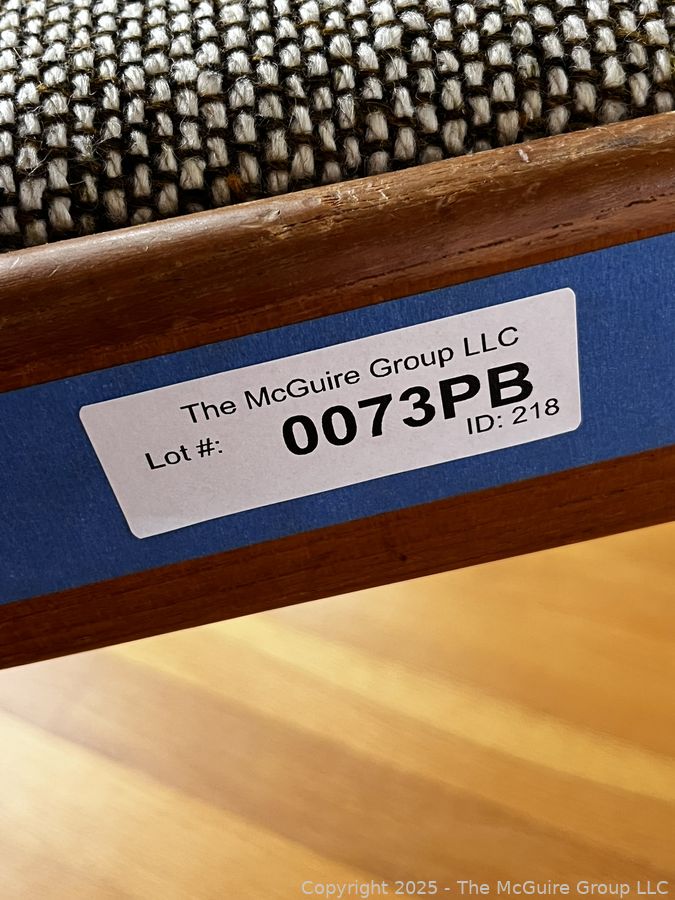 The McGuire Group LLC
Lot #: 0073PB
ID: 218
Copyright 2025 - The McGuire Group LLC